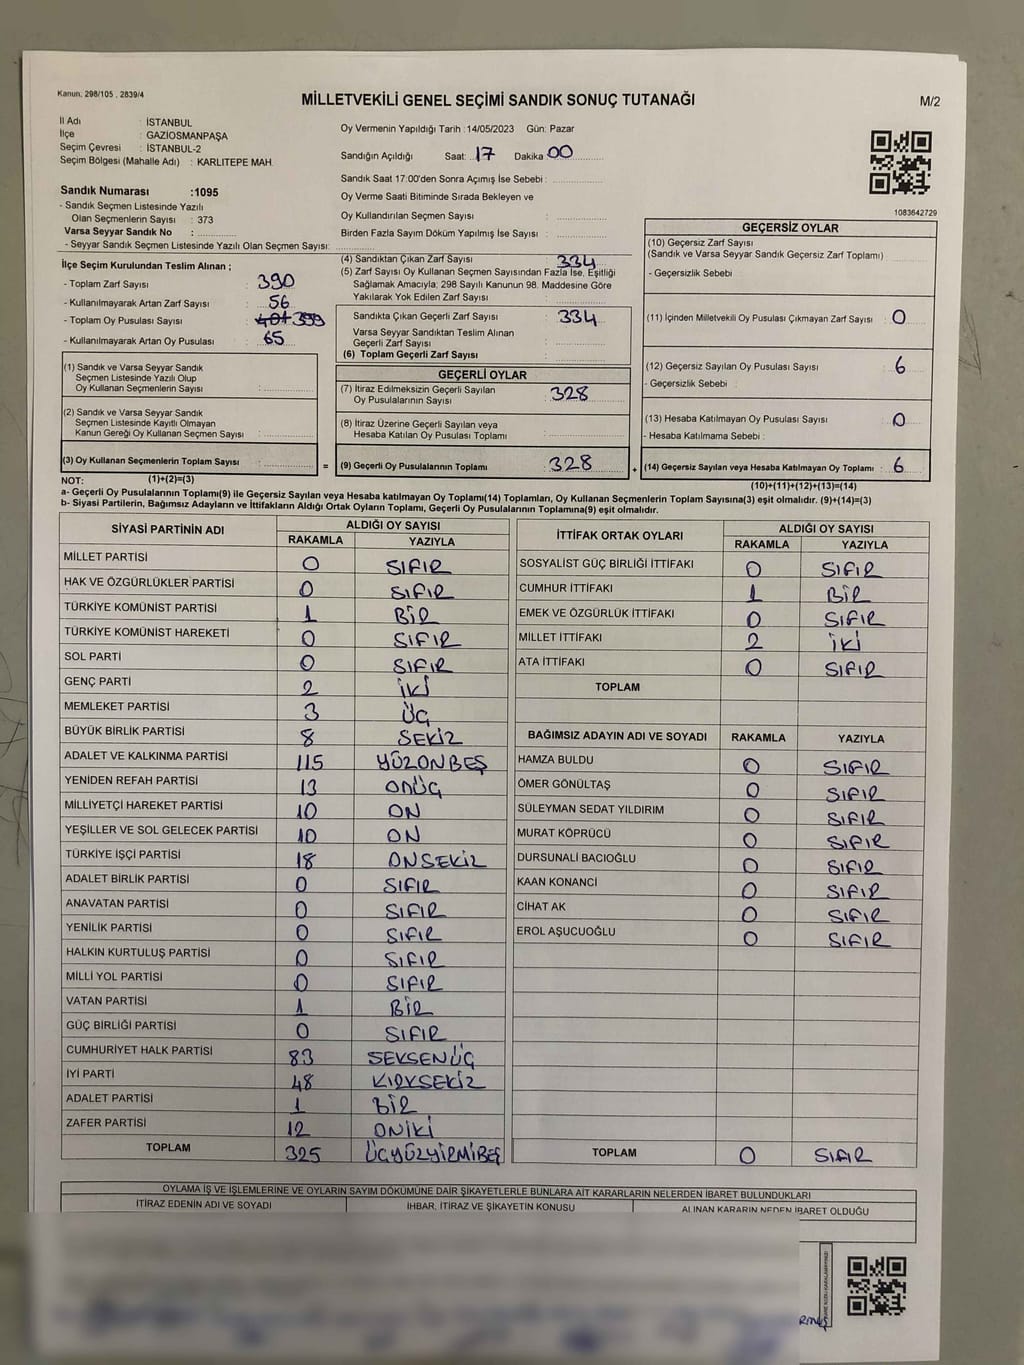 Kanun, 298/105 , 2839/4
MİLLETVEKİLİ GENEL SEÇİMİ SANDIK SONUÇ TUTANAĞI
M/2
İl Adı : İSTANBUL
İlçe : GAZİOSMANPAŞA
Seçim Çevresi : İSTANBUL-2
Seçim Bölgesi (Mahalle Adı) : KARLITEPE MAH.
Oy Vermenin Yapıldığı Tarih :14/05/2023 Gün: Pazar
Sandığın Açıldığı Saat: 17 Dakika: 00
Sandık Saat 17:00'den Sonra Açımış İse Sebebi :
Oy Verme Saati Bitiminde Sırada Bekleyen ve
Oy Kullandırılan Seçmen Sayısı :
Birden Fazla Sayım Döküm Yapılmış İse Sayısı :
1083642729
Sandık Numarası :1095
- Sandık Seçmen Listesinde Yazılı
Olan Seçmenlerin Sayısı : 373
Varsa Seyyar Sandık No :
- Seyyar Sandık Seçmen Listesinde Yazılı Olan Seçmen Sayısı:
İlçe Seçim Kurulundan Teslim Alınan ;
- Toplam Zarf Sayısı : 390
- Kullanılmayarak Artan Zarf Sayısı : 56
- Toplam Oy Pusulası Sayısı : 399
- Kullanılmayarak Artan Oy Pusulası : 65
(4) Sandıktan Çıkan Zarf Sayısı : 334
(5) Zarf Sayısı Oy Kullanan Seçmen Sayısından Fazla İse, Eşitliği
Sağlamak Amacıyla; 298 Sayılı Kanunun 98. Maddesine Göre
Yakılarak Yok Edilen Zarf Sayısı :
Sandıkta Çıkan Geçerli Zarf Sayısı : 334
Varsa Seyyar Sandıktan Teslim Alınan
Geçerli Zarf Sayısı :
(6) Toplam Geçerli Zarf Sayısı :
GEÇERSİZ OYLAR
(10) Geçersiz Zarf Sayısı
(Sandık ve Varsa Seyyar Sandık Geçersiz Zarf Toplamı)
- Geçersizlik Sebebi :
(11) İçinden Milletvekili Oy Pusulası Çıkmayan Zarf Sayısı : 0
(12) Geçersiz Sayılan Oy Pusulası Sayısı : 6
- Geçersizlik Sebebi :
(13) Hesaba Katılmayan Oy Pusulası Sayısı : 0
- Hesaba Katılmama Sebebi :
(14) Geçersiz Sayılan veya Hesaba Katılmayan Oy Toplamı : 6
(10)+(11)+(12)+(13)=(14)
(1) Sandık ve Varsa Seyyar Sandık
Seçmen Listesinde Yazılı Olup
Oy Kullanan Seçmenlerin Sayısı :
(2) Sandık ve Varsa Seyyar Sandık
Seçmen Listesinde Kayıtlı Olmayan
Kanun Gereği Oy Kullanan Seçmen Sayısı :
(3) Oy Kullanan Seçmenlerin Toplam Sayısı :
(1)+(2)=(3)
GEÇERLİ OYLAR
(7) İtiraz Edilmeksizin Geçerli Sayılan
Oy Pusulalarının Sayısı : 328
(8) İtiraz Üzerine Geçerli Sayılan veya
Hesaba Katılan Oy Pusulası Toplamı :
= (9) Geçerli Oy Pusulalarının Toplamı : 328 +
NOT:
a- Geçerli Oy Pusulalarının Toplamı(9) ile Geçersiz Sayılan veya Hesaba katılmayan Oy Toplamı(14) Toplamları, Oy Kullanan Seçmenlerin Toplam Sayısına(3) eşit olmalıdır. (9)+(14)=(3)
b- Siyasi Partilerin, Bağımsız Adayların ve İttifakların Aldığı Ortak Oyların Toplamı, Geçerli Oy Pusulalarının Toplamına(9) eşit olmalıdır.
SİYASİ PARTİNİN ADI ALDIĞI OY SAYISI
RAKAMLA YAZIYLA
MİLLET PARTİSİ 0 SIFIR
HAK VE ÖZGÜRLÜKLER PARTİSİ 0 SIFIR
TÜRKİYE KOMÜNİST PARTİSİ 1 BİR
TÜRKİYE KOMÜNİST HAREKETİ 0 SIFIR
SOL PARTİ 0 SIFIR
GENÇ PARTİ 2 İKİ
MEMLEKET PARTİSİ 3 ÜÇ
BÜYÜK BİRLİK PARTİSİ 8 SEKİZ
ADALET VE KALKINMA PARTİSİ 115 YÜZONBEŞ
YENİDEN REFAH PARTİSİ 13 ONÜÇ
MİLLİYETÇİ HAREKET PARTİSİ 10 ON
YEŞİLLER VE SOL GELECEK PARTİSİ 10 ON
TÜRKİYE İŞÇİ PARTİSİ 18 ONSEKİZ
ADALET BİRLİK PARTİSİ 0 SIFIR
ANAVATAN PARTİSİ 0 SIFIR
YENİLİK PARTİSİ 0 SIFIR
HALKIN KURTULUŞ PARTİSİ 0 SIFIR
MİLLİ YOL PARTİSİ 0 SIFIR
VATAN PARTİSİ 1 BİR
GÜÇ BİRLİĞİ PARTİSİ 0 SIFIR
CUMHURİYET HALK PARTİSİ 83 SEKSENÜÇ
İYİ PARTİ 48 KIRKSEKİZ
ADALET PARTİSİ 1 BİR
ZAFER PARTİSİ 12 ONİKİ
TOPLAM 325 ÜÇYÜZYİRMİBEŞ
İTTİFAK ORTAK OYLARI ALDIĞI OY SAYISI
RAKAMLA YAZIYLA
SOSYALİST GÜÇ BİRLİĞİ İTTİFAKI 0 SIFIR
CUMHUR İTTİFAKI 1 BİR
EMEK VE ÖZGÜRLÜK İTTİFAKI 0 SIFIR
MİLLET İTTİFAKI 2 İKİ
ATA İTTİFAKI 0 SIFIR
TOPLAM
BAĞIMSIZ ADAYIN ADI VE SOYADI RAKAMLA YAZIYLA
HAMZA BULDU 0 SIFIR
ÖMER GÖNÜLTAŞ 0 SIFIR
SÜLEYMAN SEDAT YILDIRIM 0 SIFIR
MURAT KÖPRÜCÜ 0 SIFIR
DURSUNALİ BACIOĞLU 0 SIFIR
KAAN KONANCİ 0 SIFIR
CİHAT AK 0 SIFIR
EROL AŞUCUOĞLU 0 SIFIR
TOPLAM 0 SIFIR
OYLAMA İŞ VE İŞLEMLERİNE VE OYLARIN SAYIM DÖKÜMÜNE DAİR ŞİKAYETLERLE BUNLARA AİT KARARLARIN NELERDEN İBARET BULUNDUKLARI
İTİRAZ EDENİN ADI VE SOYADI İHBAR, İTİRAZ VE ŞİKAYETİN KONUSU ALINAN KARARIN NEDEN İBARET OLDUĞU